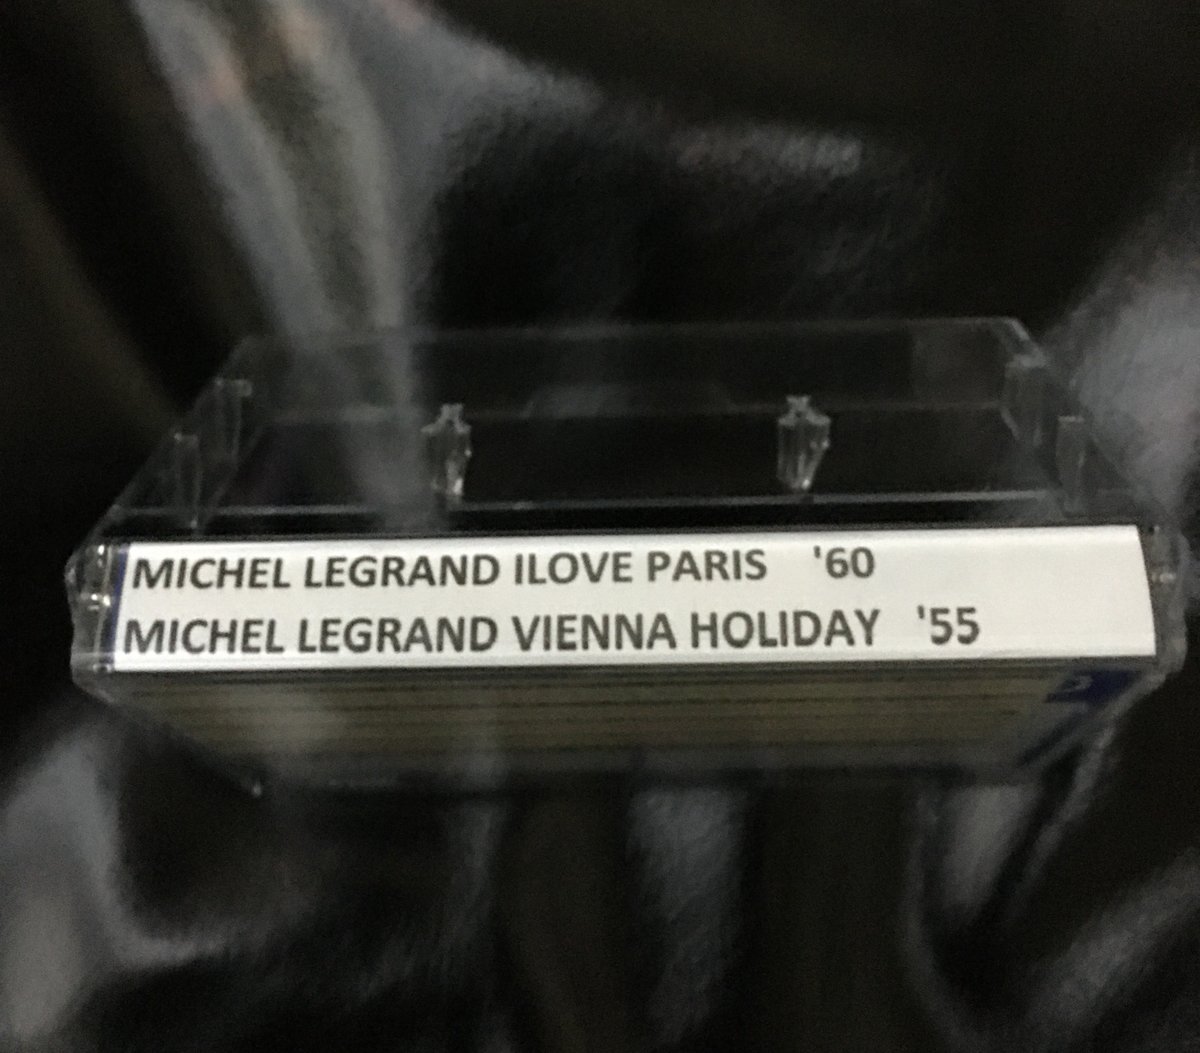 MICHEL LEGRAND ILOVE PARIS '60
MICHEL LEGRAND VIENNA HOLIDAY '55